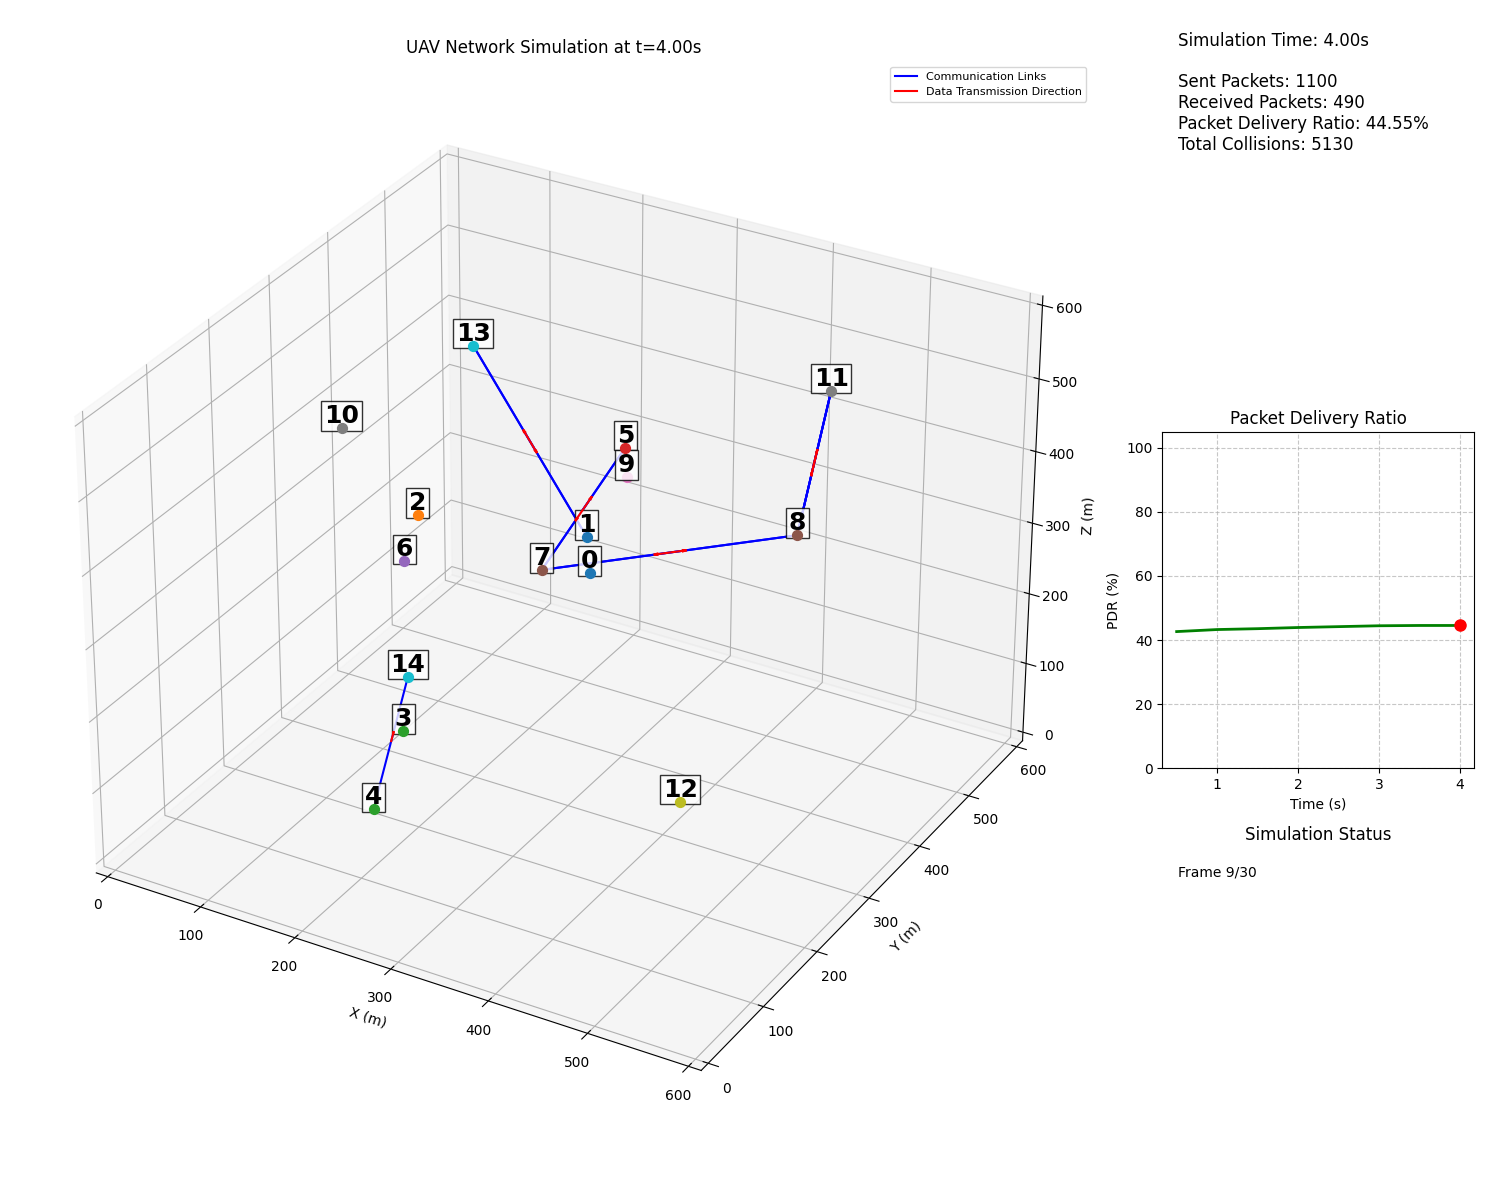 UAV Network Simulation at t=4.00s
Communication Links
Data Transmission Direction
Simulation Time: 4.00s
Sent Packets: 1100
Received Packets: 490
Packet Delivery Ratio: 44.55%
Total Collisions: 5130
13
11
10
5
9
2
1
8
6
7
0
14
3
4
12
600
500
400
300
200
100
0
Z (m)
0
100
200
300
400
500
600
X (m)
0
100
200
300
400
500
600
Y (m)
Packet Delivery Ratio
100
80
60
40
20
0
PDR (%)
1
2
3
4
Time (s)
Simulation Status
Frame 9/30